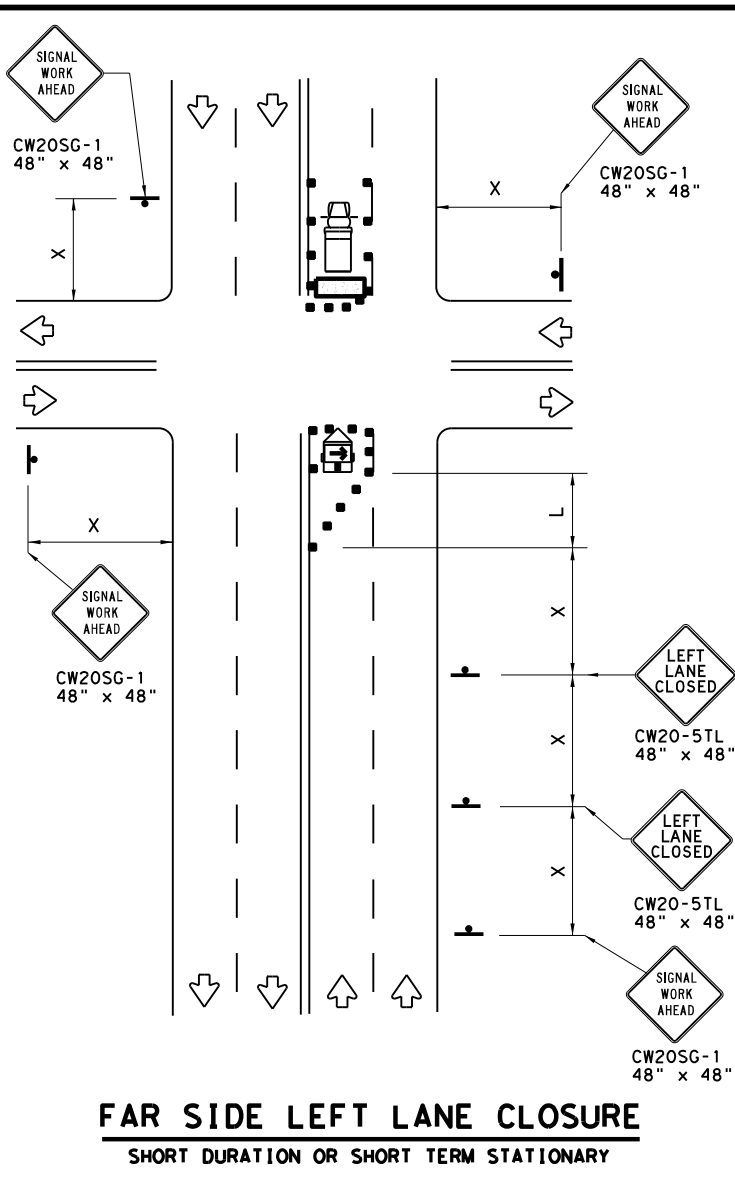 SIGNAL
WORK
AHEAD
CW20SG-1
48" x 48"
X
SIGNAL
WORK
AHEAD
CW20SG-1
48" x 48"
X
X
SIGNAL
WORK
AHEAD
CW20SG-1
48" x 48"
L
X
LEFT
LANE
CLOSED
CW20-5TL
48" x 48"
X
LEFT
LANE
CLOSED
CW20-5TL
48" x 48"
X
SIGNAL
WORK
AHEAD
CW20SG-1
48" x 48"
FAR SIDE LEFT LANE CLOSURE
SHORT DURATION OR SHORT TERM STATIONARY